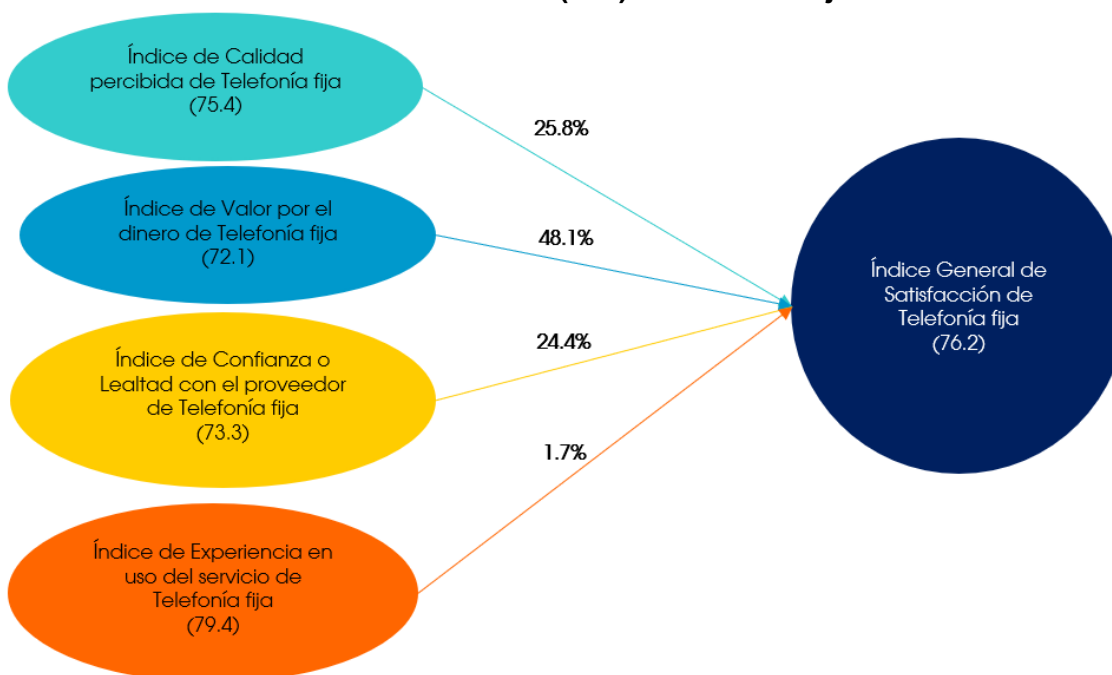 Índice de Calidad
percibida de Telefonía fija
(75.4)
25.8%
Índice de Valor por el
dinero de Telefonía fija
(72.1)
48.1%
Índice General de
Satisfacción de
Telefonía fija
(76.2)
Índice de Confianza o
Lealtad con el proveedor
de Telefonía fija
(73.3)
24.4%
1.7%
Índice de Experiencia en
uso del servicio de
Telefonía fija
(79.4)